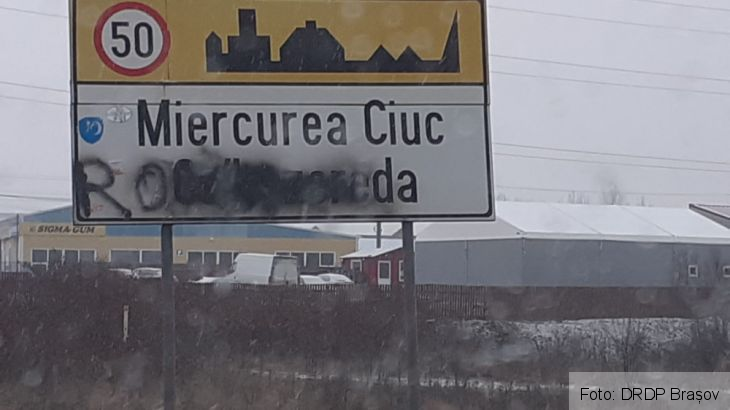 50
Miercurea Ciuc
Ro
SIGMA-GUM
Foto: DRDP Brașov